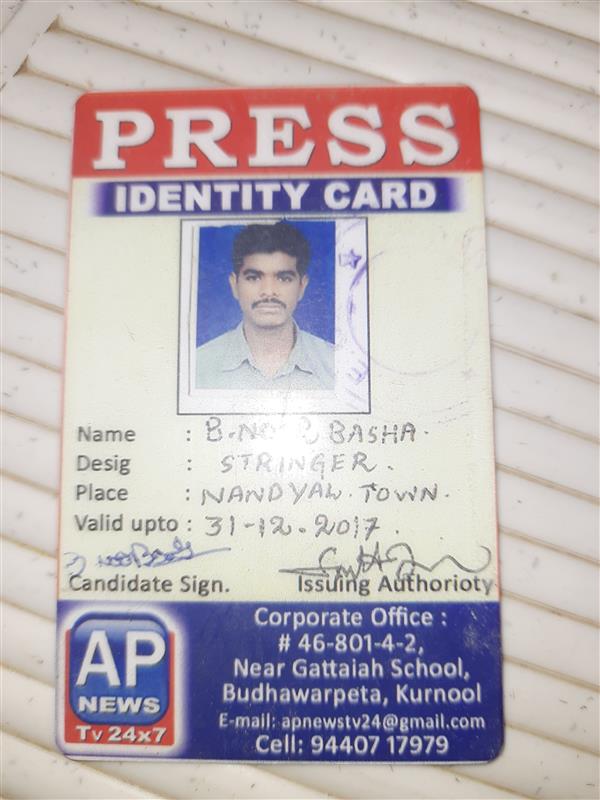 PRESS
IDENTITY CARD
Name : B. BASHA.
Desig : STRINGER.
Place : NANDYAL. TOWN.
Valid upto : 31-12-2017.
Candidate Sign. Issuing Authorioty
AP
NEWS
Tv 24x7
Corporate Office :
# 46-801-4-2,
Near Gattaiah School,
Budhawarpeta, Kurnool
E-mail: apnewstv24@gmail.com
Cell: 94407 17979